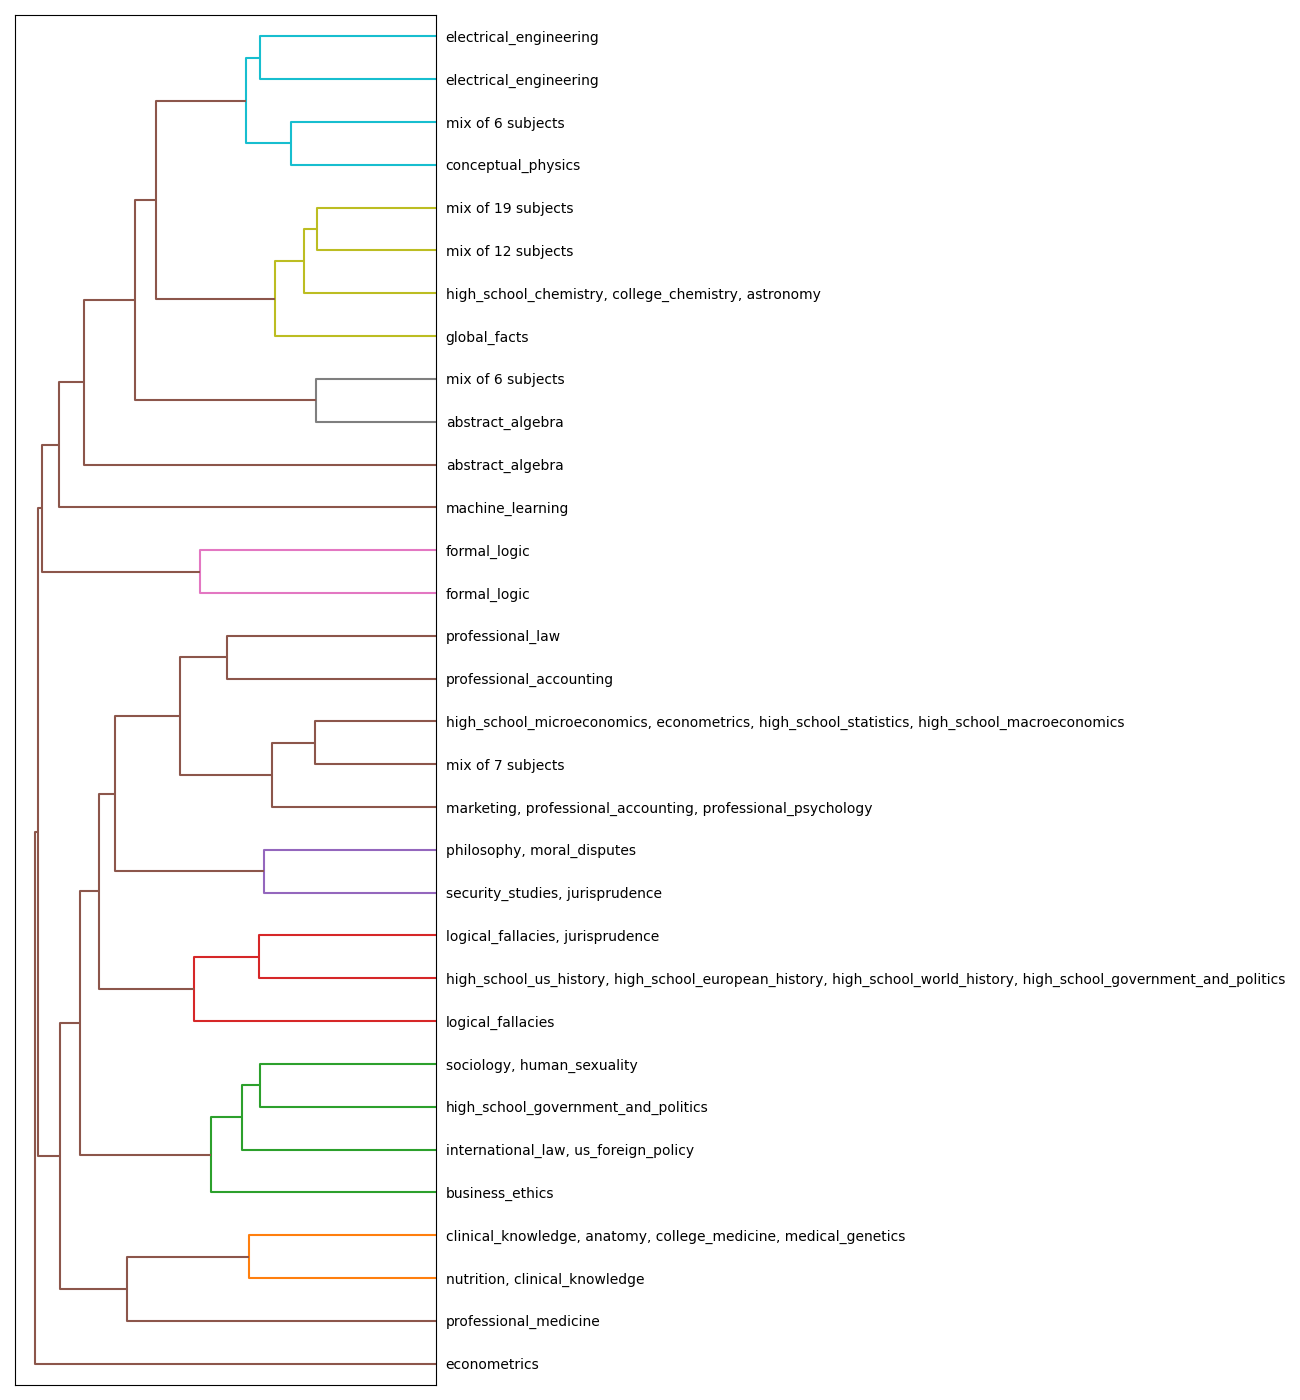 electrical_engineering
electrical_engineering
mix of 6 subjects
conceptual_physics
mix of 19 subjects
mix of 12 subjects
high_school_chemistry, college_chemistry, astronomy
global_facts
mix of 6 subjects
abstract_algebra
abstract_algebra
machine_learning
formal_logic
formal_logic
professional_law
professional_accounting
high_school_microeconomics, econometrics, high_school_statistics, high_school_macroeconomics
mix of 7 subjects
marketing, professional_accounting, professional_psychology
philosophy, moral_disputes
security_studies, jurisprudence
logical_fallacies, jurisprudence
high_school_us_history, high_school_european_history, high_school_world_history, high_school_government_and_politics
logical_fallacies
sociology, human_sexuality
high_school_government_and_politics
international_law, us_foreign_policy
business_ethics
clinical_knowledge, anatomy, college_medicine, medical_genetics
nutrition, clinical_knowledge
professional_medicine
econometrics